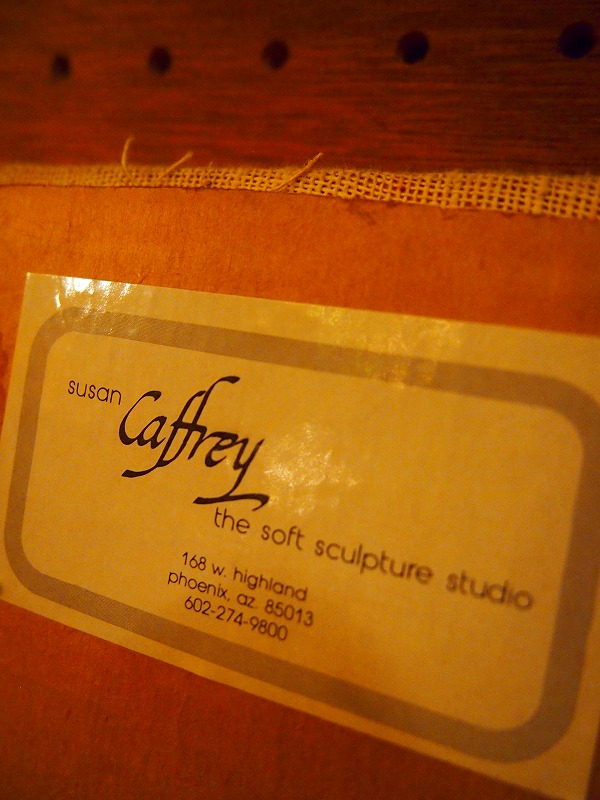 susan Caffrey
the soft sculpture studio
168 w. highland
phoenix, az. 85013
602-274-9800